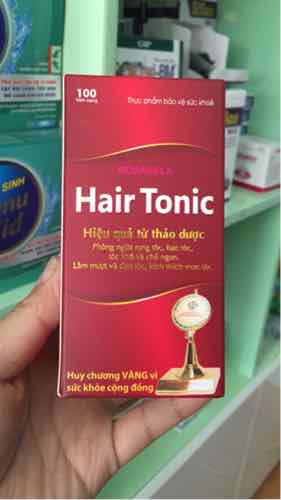 100
Thực phẩm bảo vệ sức khoẻ
Hair Tonic
Hiệu quả từ thảo dược
Phòng ngừa rụng tóc, bạc tóc,
tóc khô và chẻ ngọn.
Làm mượt và đen tóc, kích thích mọc tóc.
Huy chương VÀNG vì
sức khỏe cộng đồng
SINH